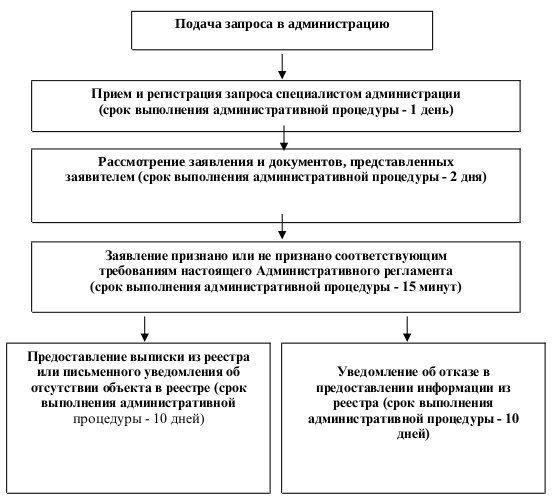 Подача запроса в администрацию
Прием и регистрация запроса специалистом администрации
(срок выполнения административной процедуры - 1 день)
Рассмотрение заявления и документов, представленных
заявителем (срок выполнения административной процедуры - 2 дня)
Заявление признано или не признано соответствующим
требованиям настоящего Административного регламента
(срок выполнения административной процедуры - 15 минут)
Предоставление выписки из реестра
или письменного уведомления об
отсутствии объекта в реестре (срок
выполнения административной
процедуры - 10 дней)
Уведомление об отказе в
предоставлении информации из
реестра (срок выполнения
административной процедуры - 10
дней)